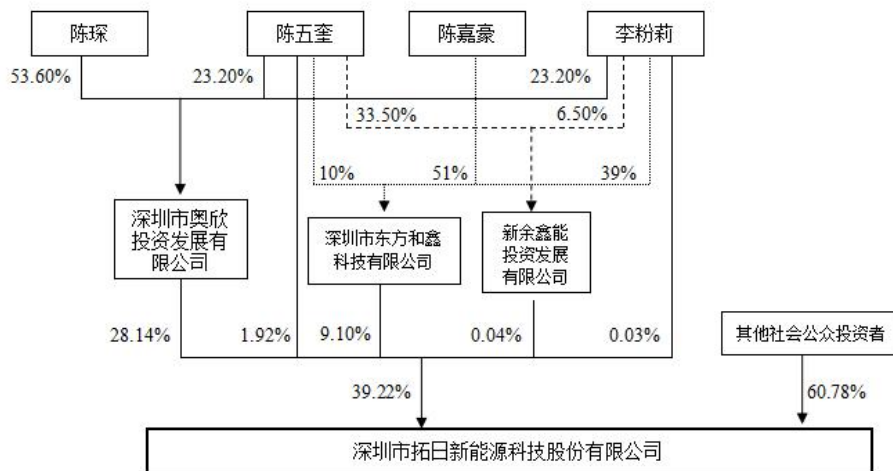 陈琛
陈五奎
陈嘉豪
李粉莉
53.60%
23.20%
23.20%
33.50%
6.50%
10%
51%
39%
深圳市奥欣
投资发展有
限公司
深圳市东方和鑫
科技有限公司
新余鑫能
投资发展
有限公司
28.14%
1.92%
9.10%
0.04%
0.03%
其他社会公众投资者
39.22%
60.78%
深圳市拓日新能源科技股份有限公司